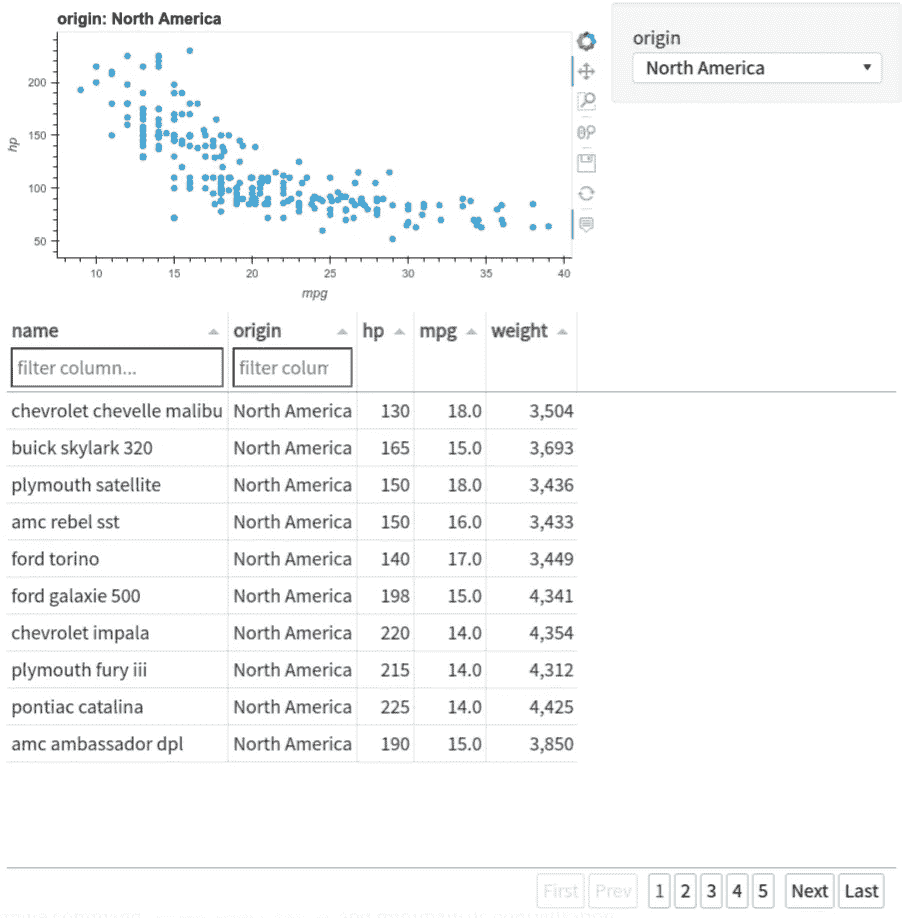 origin: North America
origin
North America
200
150
100
50
hp
10 15 20 25 30 35 40
mpg
name origin hp mpg weight
filter column... filter colum
chevrolet chevelle malibu North America 130 18.0 3,504
buick skylark 320 North America 165 15.0 3,693
plymouth satellite North America 150 18.0 3,436
amc rebel sst North America 150 16.0 3,433
ford torino North America 140 17.0 3,449
ford galaxie 500 North America 198 15.0 4,341
chevrolet impala North America 220 14.0 4,354
plymouth fury iii North America 215 14.0 4,312
pontiac catalina North America 225 14.0 4,425
amc ambassador dpl North America 190 15.0 3,850
First Prev 1 2 3 4 5 Next Last